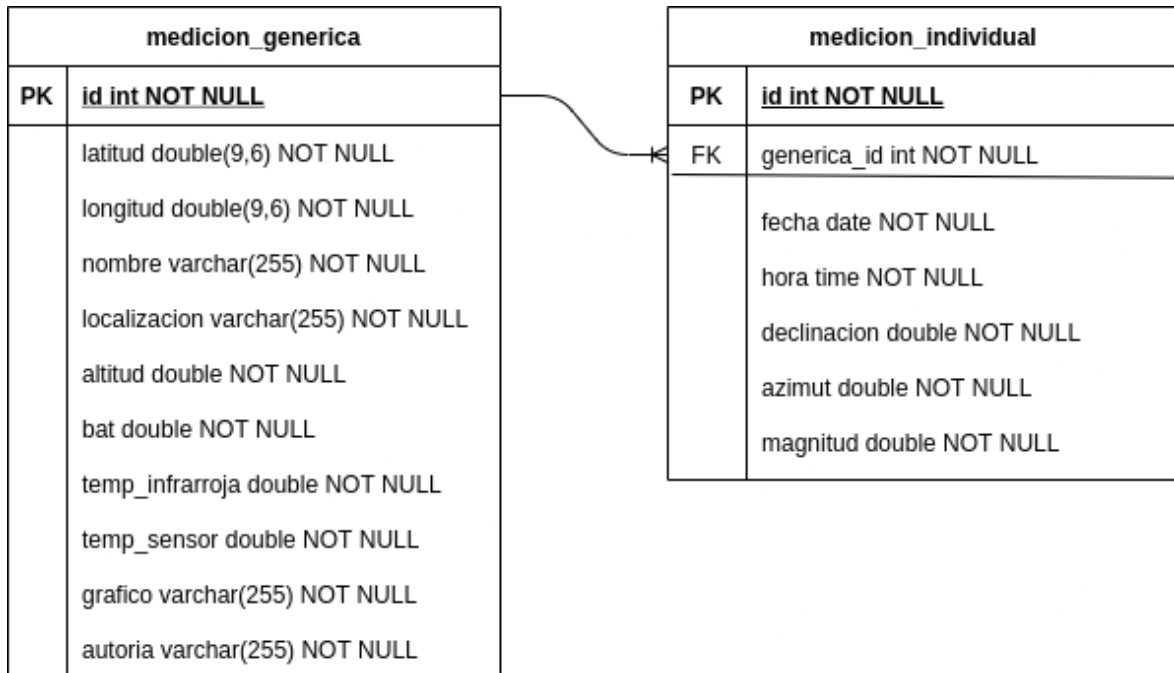 medicion_generica
PK id int NOT NULL
latitud double(9,6) NOT NULL
longitud double(9,6) NOT NULL
nombre varchar(255) NOT NULL
localizacion varchar(255) NOT NULL
altitud double NOT NULL
bat double NOT NULL
temp_infrarroja double NOT NULL
temp_sensor double NOT NULL
grafico varchar(255) NOT NULL
autoria varchar(255) NOT NULL
medicion_individual
PK id int NOT NULL
FK generica_id int NOT NULL
fecha date NOT NULL
hora time NOT NULL
declinacion double NOT NULL
azimut double NOT NULL
magnitud double NOT NULL